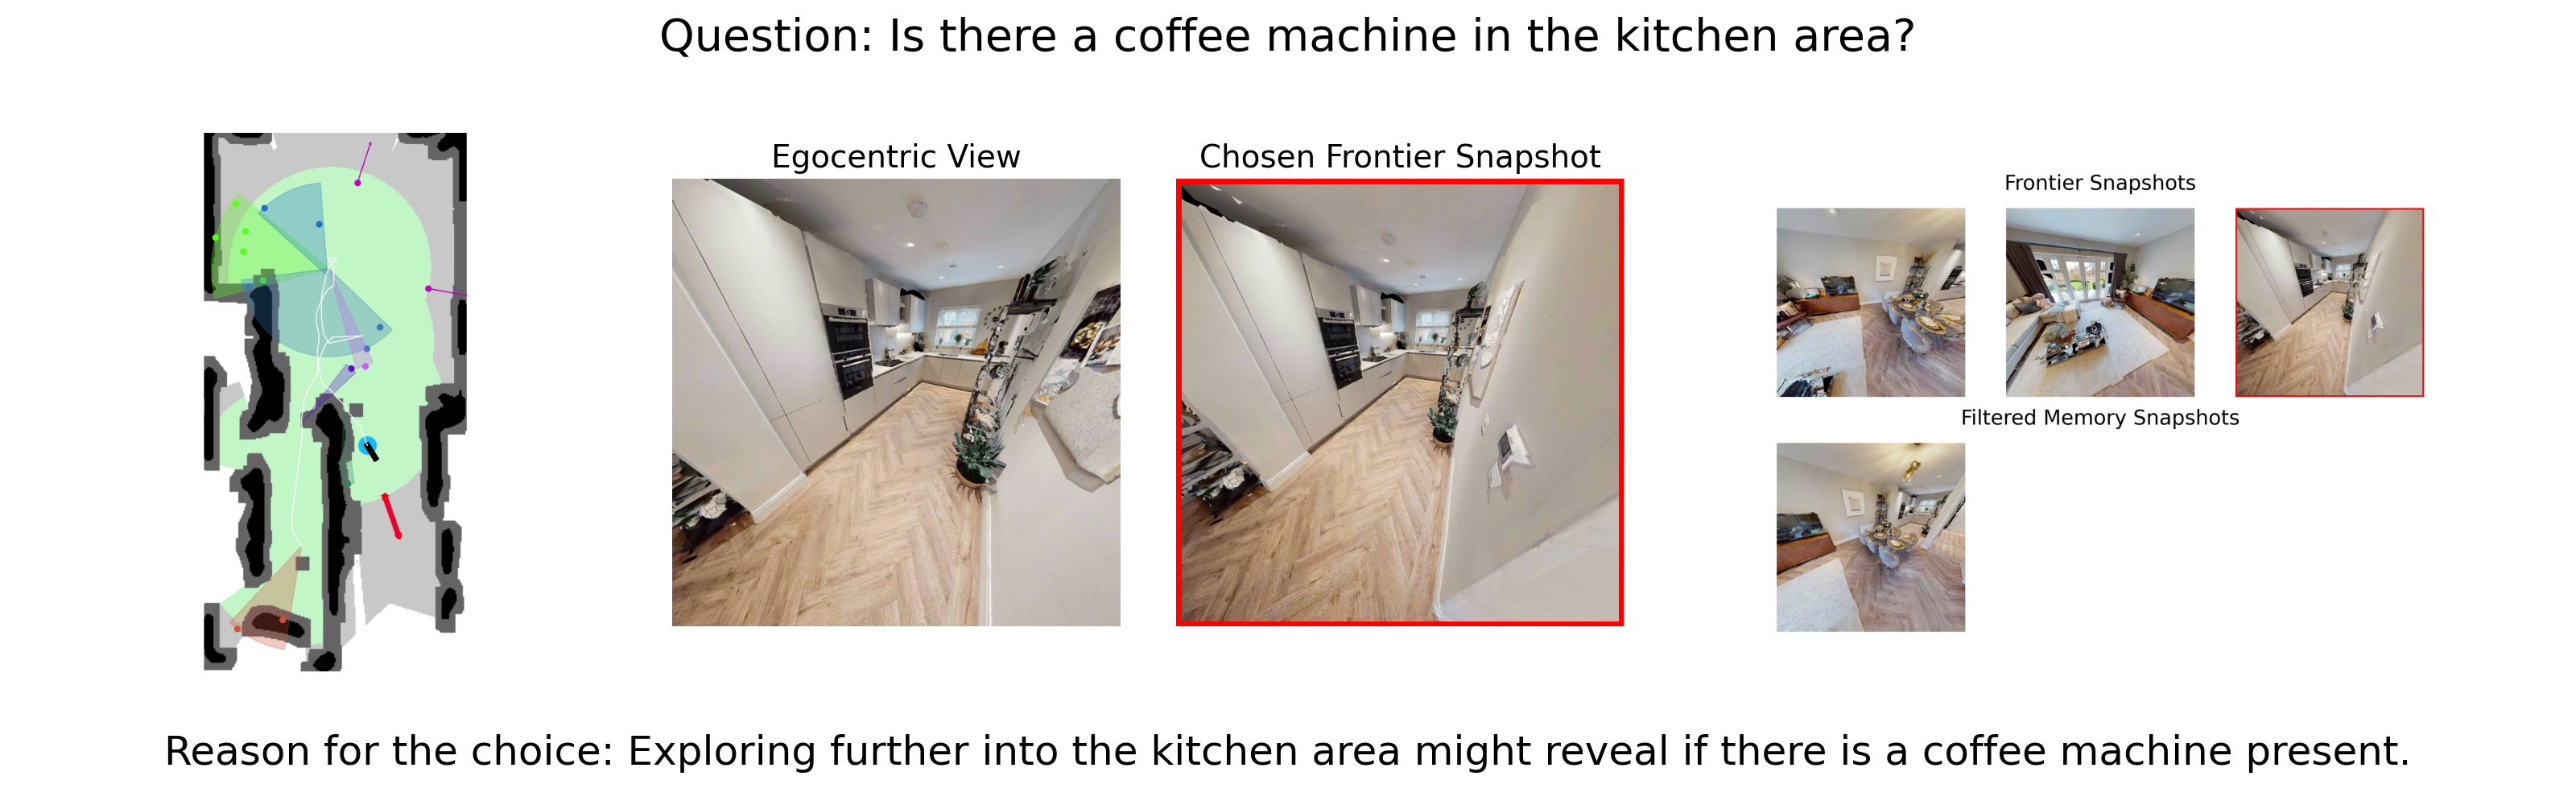 Question: Is there a coffee machine in the kitchen area?
Egocentric View
Chosen Frontier Snapshot
Frontier Snapshots
Filtered Memory Snapshots
Reason for the choice: Exploring further into the kitchen area might reveal if there is a coffee machine present.